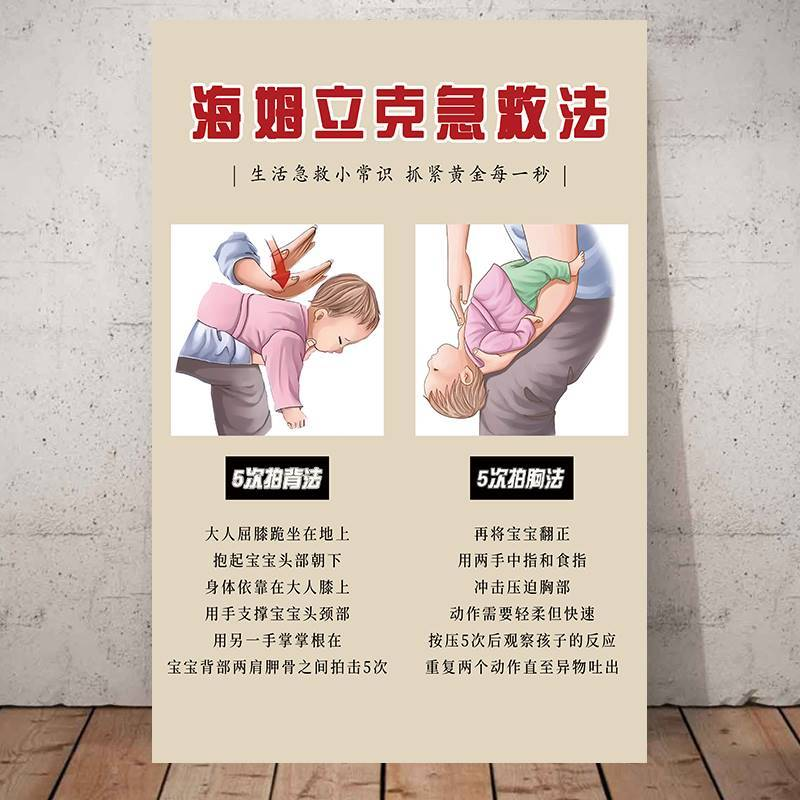 海姆立克急救法
| 生活急救小常识 抓紧黄金每一秒 |
5次拍背法
大人屈膝跪坐在地上
抱起宝宝头部朝下
身体依靠在大人膝上
用手支撑宝宝头颈部
用另一手掌掌根在
宝宝背部两肩胛骨之间拍击5次
5次拍胸法
再将宝宝翻正
用两手中指和食指
冲击压迫胸部
动作需要轻柔但快速
按压5次后观察孩子的反应
重复两个动作直至异物吐出